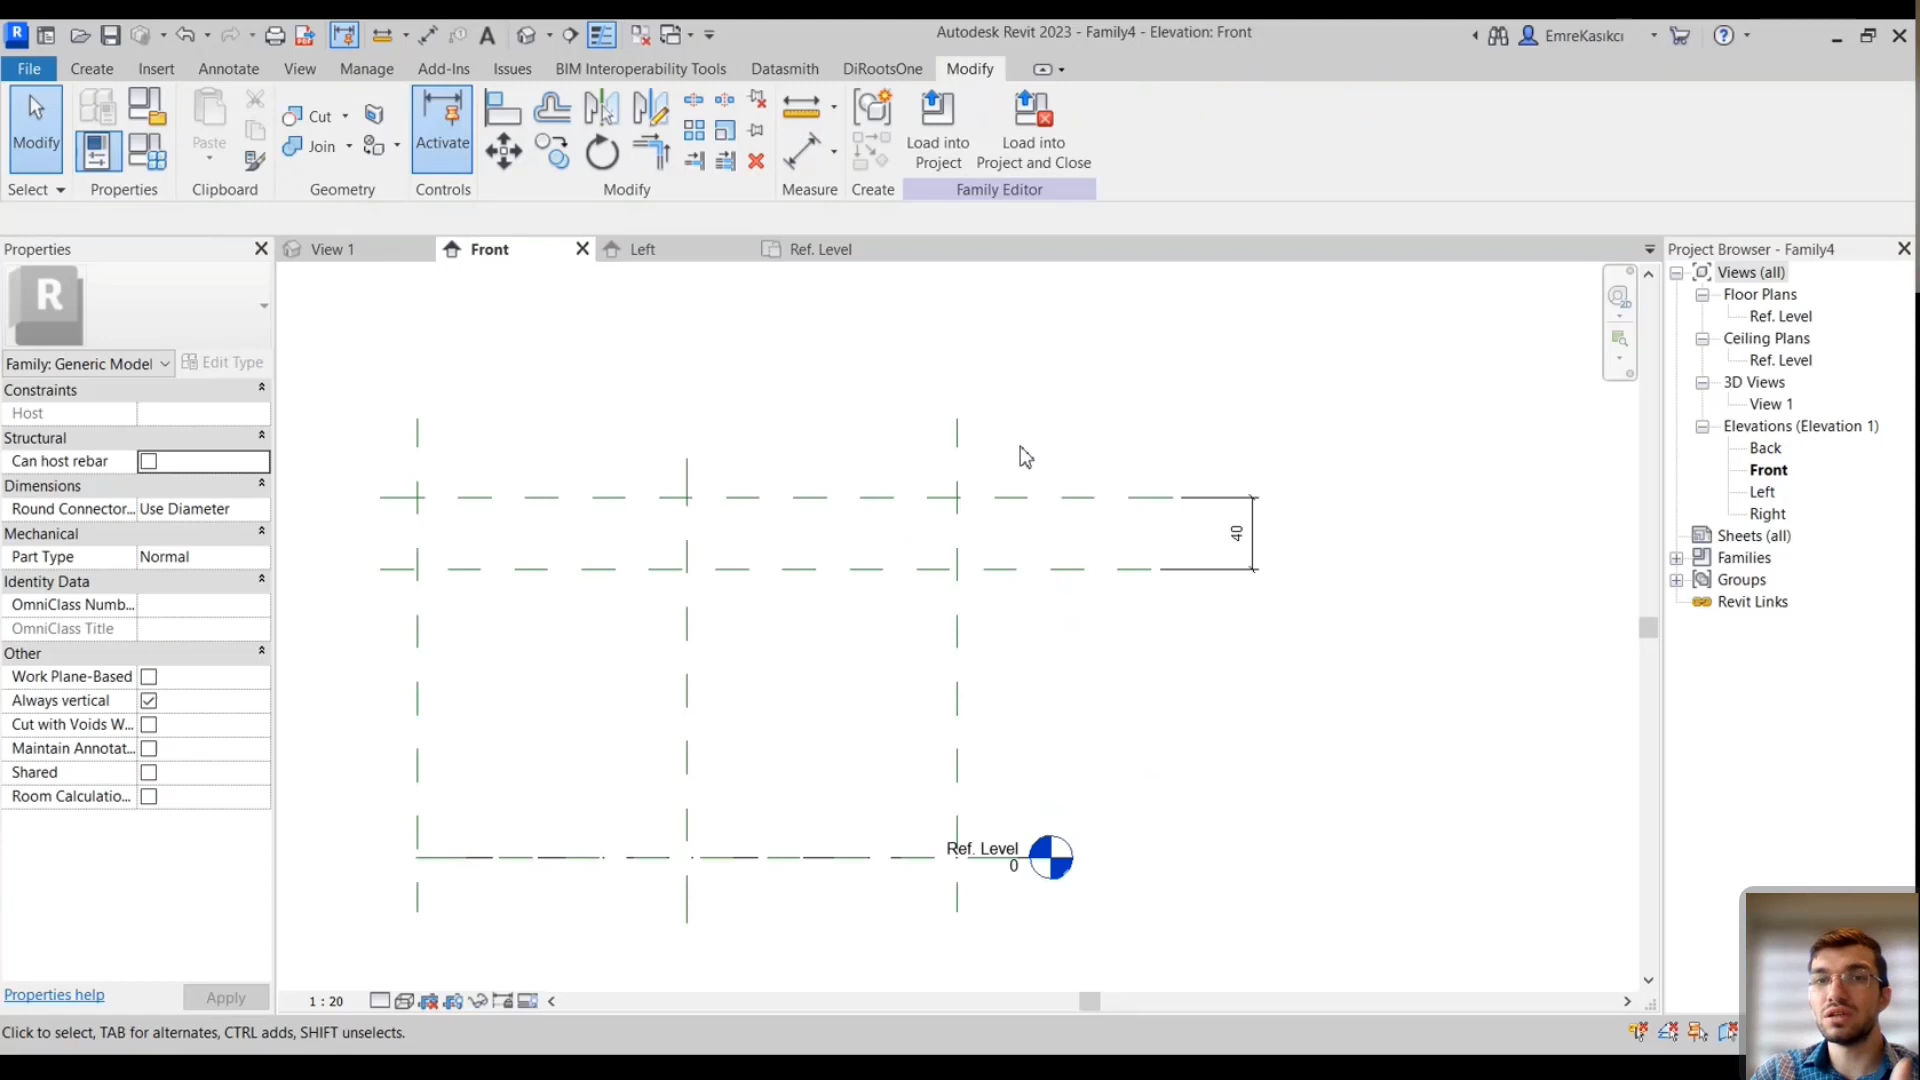 R
Autodesk Revit 2023 - Family4 - Elevation: Front
EmreKasıkcı
File
Create
Insert
Annotate
View
Manage
Add-Ins
Issues
BIM Interoperability Tools
Datasmith
DiRootsOne
Modify
Modify
Paste
Cut
Join
Activate
Load into
Project
Load into
Project and Close
Select
Properties
Clipboard
Geometry
Controls
Modify
Measure
Create
Family Editor
Properties
R
Family: Generic Model
Edit Type
Constraints
Host
Structural
Can host rebar
Dimensions
Round Connector...
Use Diameter
Mechanical
Part Type
Normal
Identity Data
OmniClass Numb...
OmniClass Title
Other
Work Plane-Based
Always vertical
Cut with Voids W...
Maintain Annotat...
Shared
Room Calculatio...
Properties help
Apply
View 1
Front
Left
Ref. Level
40
Ref. Level
0
1 : 20
Project Browser - Family4
Views (all)
Floor Plans
Ref. Level
Ceiling Plans
Ref. Level
3D Views
View 1
Elevations (Elevation 1)
Back
Front
Left
Right
Sheets (all)
Families
Groups
Revit Links
Click to select, TAB for alternates, CTRL adds, SHIFT unselects.